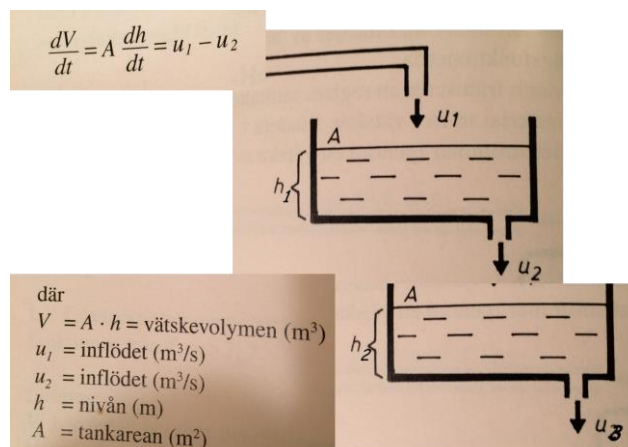 dV/dt = A dh/dt = u₁ – u₂
u1
A
h1
u2
A
h2
u3
där
V = A · h = vätskevolymen (m³)
u₁ = inflödet (m³/s)
u₂ = inflödet (m³/s)
h = nivån (m)
A = tankarean (m²)